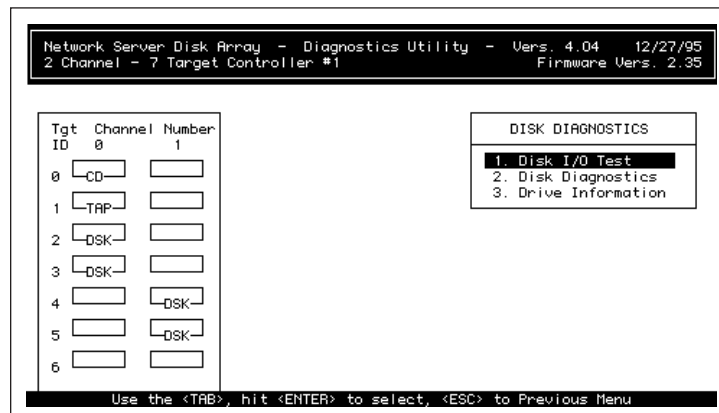 Network Server Disk Array - Diagnostics Utility - Vers. 4.04 12/27/95
2 Channel - 7 Target Controller #1 Firmware Vers. 2.35
Tgt Channel Number
ID 0 1
0 CD
1 TAP
2 DSK
3 DSK
4 DSK
5 DSK
6
DISK DIAGNOSTICS
1. Disk I/O Test
2. Disk Diagnostics
3. Drive Information
Use the <TAB>, hit <ENTER> to select, <ESC> to Previous Menu